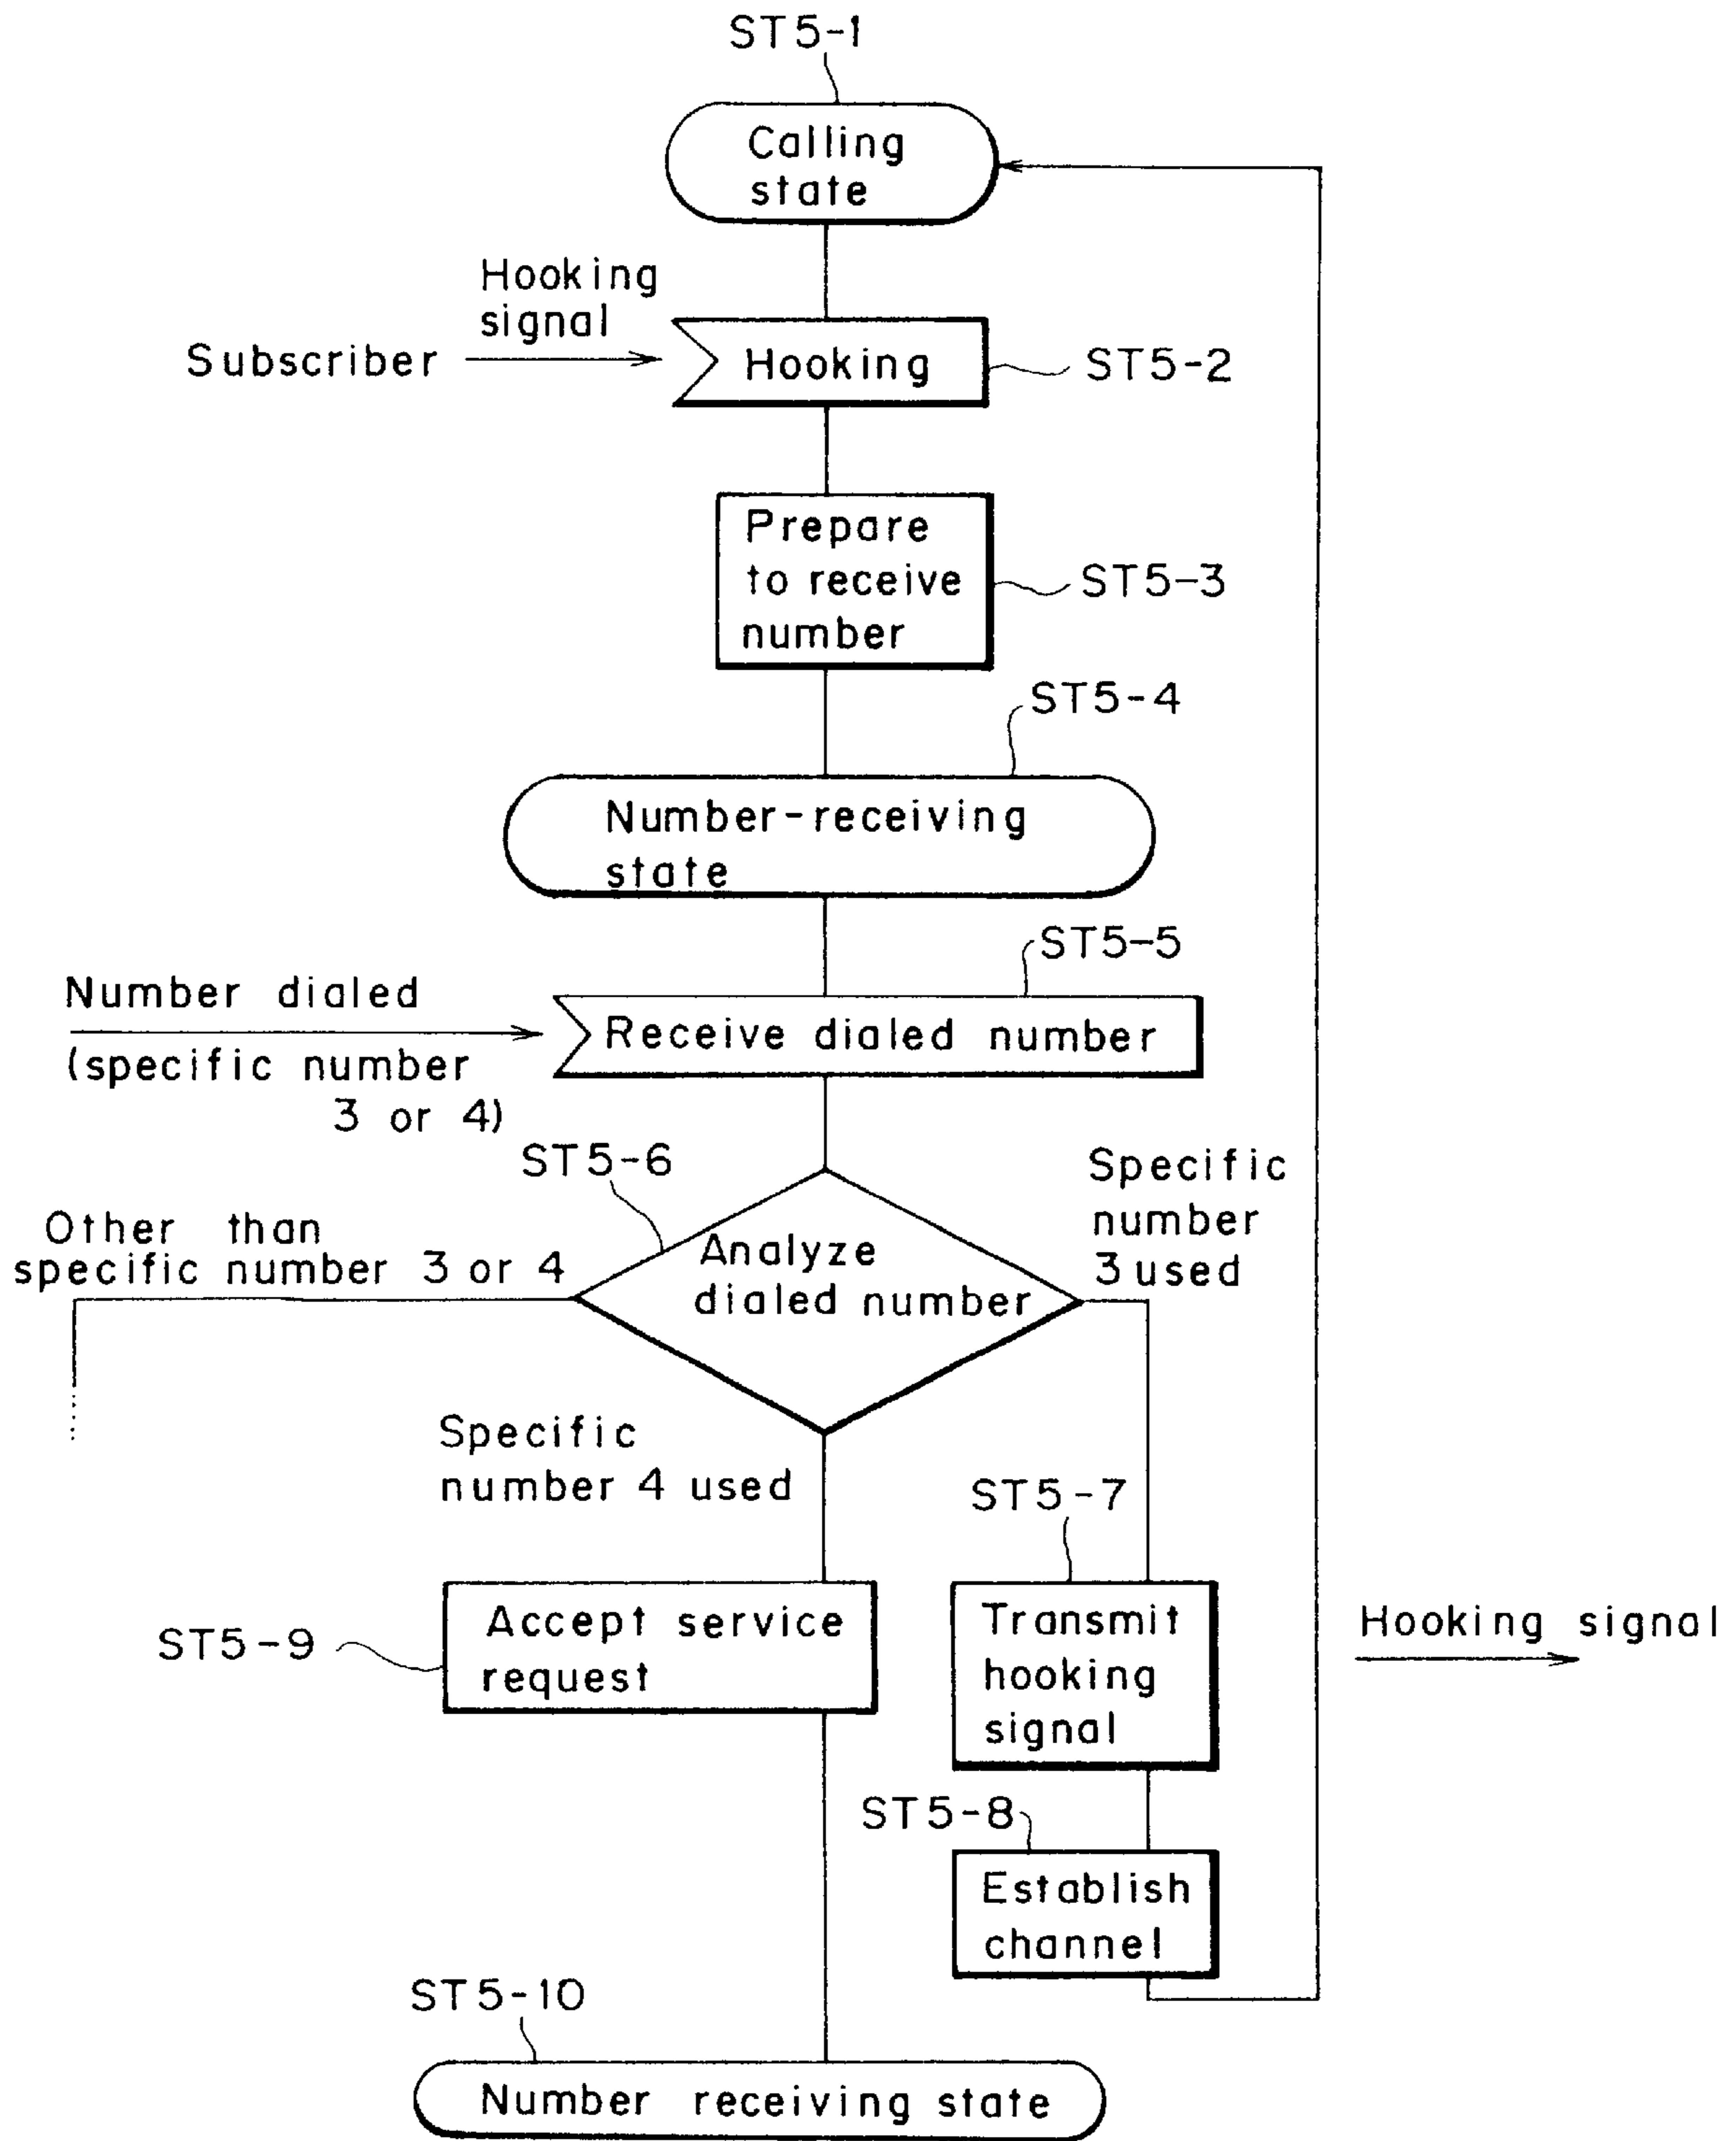 ST5-1
Calling
state
Hooking
signal
Subscriber
Hooking
ST5-2
Prepare
to receive
number
ST5-3
ST5-4
Number-receiving
state
ST5-5
Number dialed
(specific number
3 or 4)
Receive dialed number
ST5-6
Specific
number
3 used
Other than
specific number 3 or 4
Analyze
dialed number
Specific
number 4 used
ST5-7
ST5-9
Accept service
request
Transmit
hooking
signal
Hooking signal
ST5-8
Establish
channel
ST5-10
Number receiving state